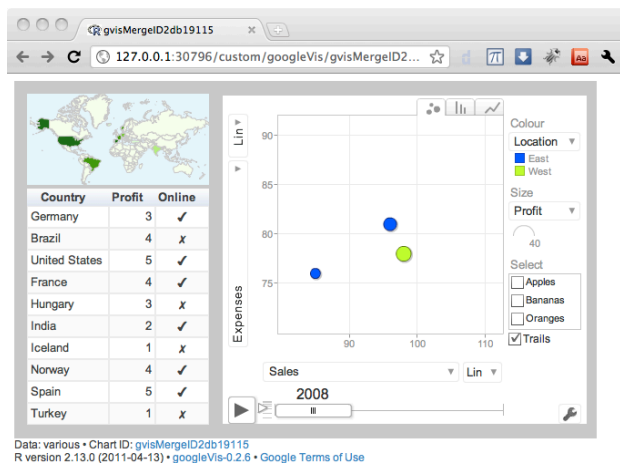 gvisMergeID2db19115
127.0.0.1:30796/custom/googleVis/gvisMergeID2...
Country Profit Online
Germany 3 ✓
Brazil 4 ✗
United States 5 ✓
France 4 ✓
Hungary 3 ✗
India 2 ✓
Iceland 1 ✗
Norway 4 ✓
Spain 5 ✓
Turkey 1 ✗
Lin
Expenses
90
85
80
75
90 100 110
Sales Lin
2008
Colour
Location
East
West
Size
Profit
40
Select
Apples
Bananas
Oranges
Trails
Data: various • Chart ID: gvisMergeID2db19115
R version 2.13.0 (2011-04-13) • googleVis-0.2.6 • Google Terms of Use